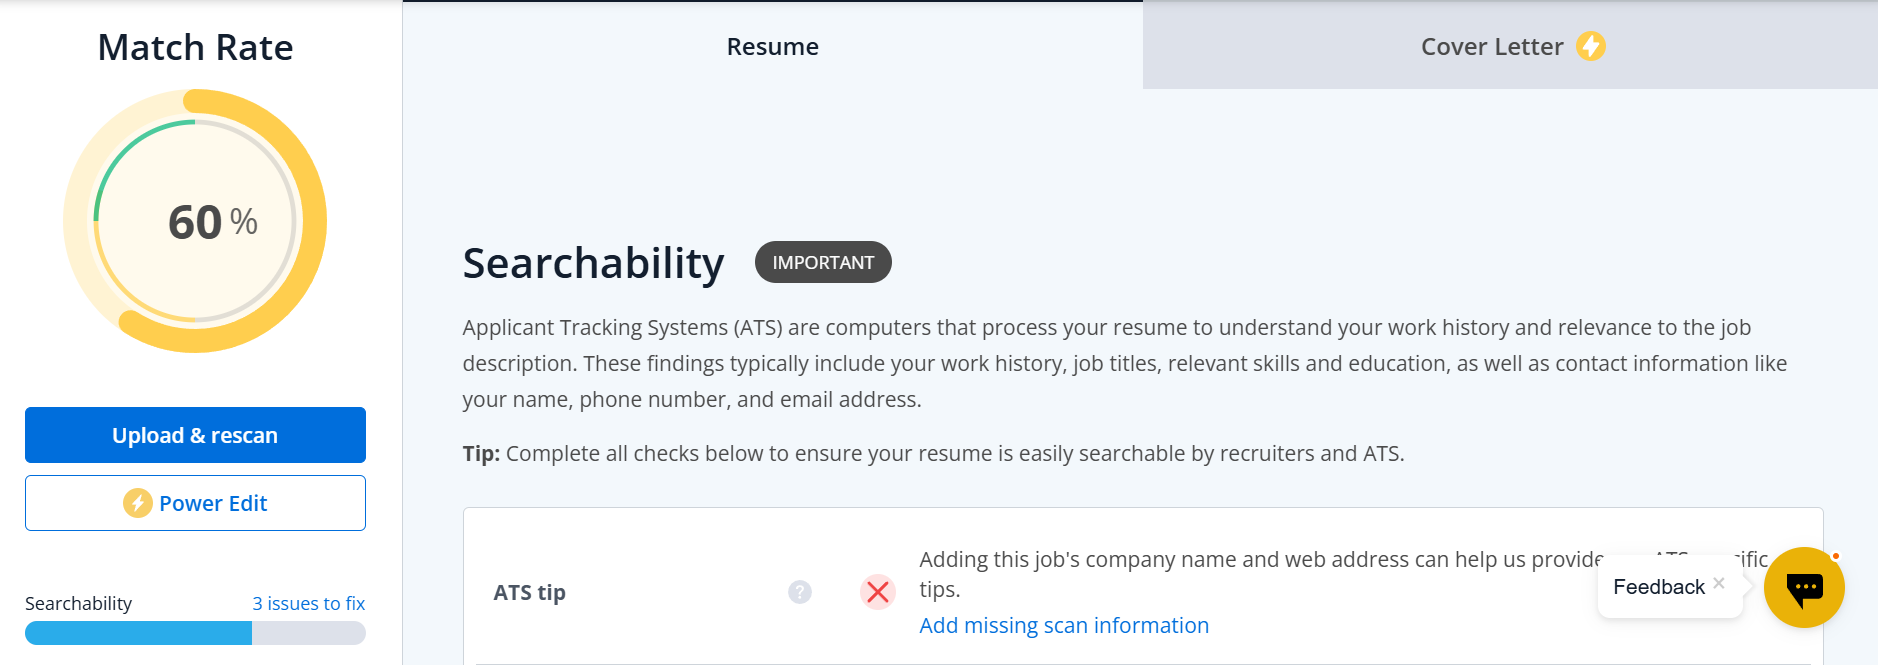 Match Rate
60 %
Upload & rescan
Power Edit
Searchability 3 issues to fix
Resume
Cover Letter
Searchability IMPORTANT
Applicant Tracking Systems (ATS) are computers that process your resume to understand your work history and relevance to the job
description. These findings typically include your work history, job titles, relevant skills and education, as well as contact information like
your name, phone number, and email address.
Tip: Complete all checks below to ensure your resume is easily searchable by recruiters and ATS.
ATS tip ?
Adding this job's company name and web address can help us provide
tips.
Add missing scan information
Feedback ×